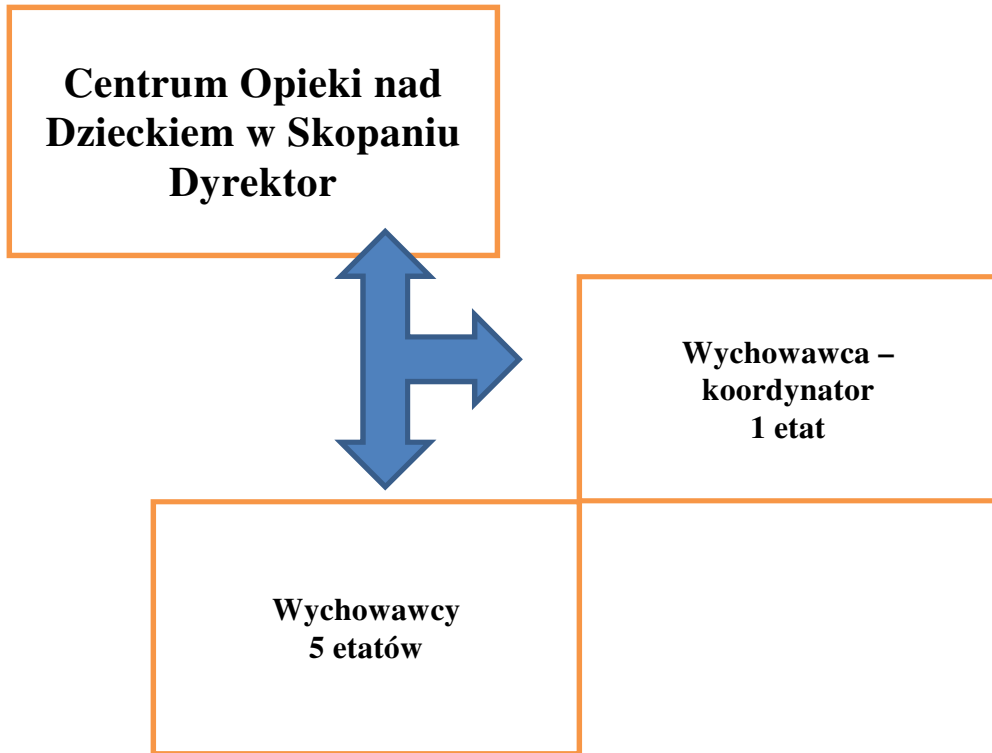 Centrum Opieki nad
Dzieckiem w Skopaniu
Dyrektor
Wychowawca –
koordynator
1 etat
Wychowawcy
5 etatów